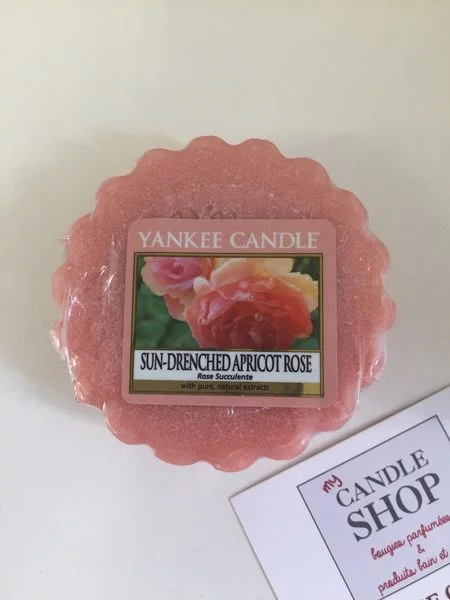 YANKEE CANDLE
SUN-DRENCHED APRICOT ROSE
Rose Succulente
with pure, natural extracts
my
CANDLE
SHOP
bougies parfumées
&
produits bain et